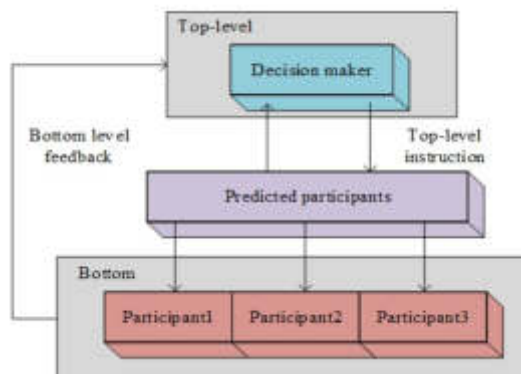 Top-level
Decision maker
Bottom level
feedback
Top-level
instruction
Predicted participants
Bottom
Participant1
Participant2
Participant3